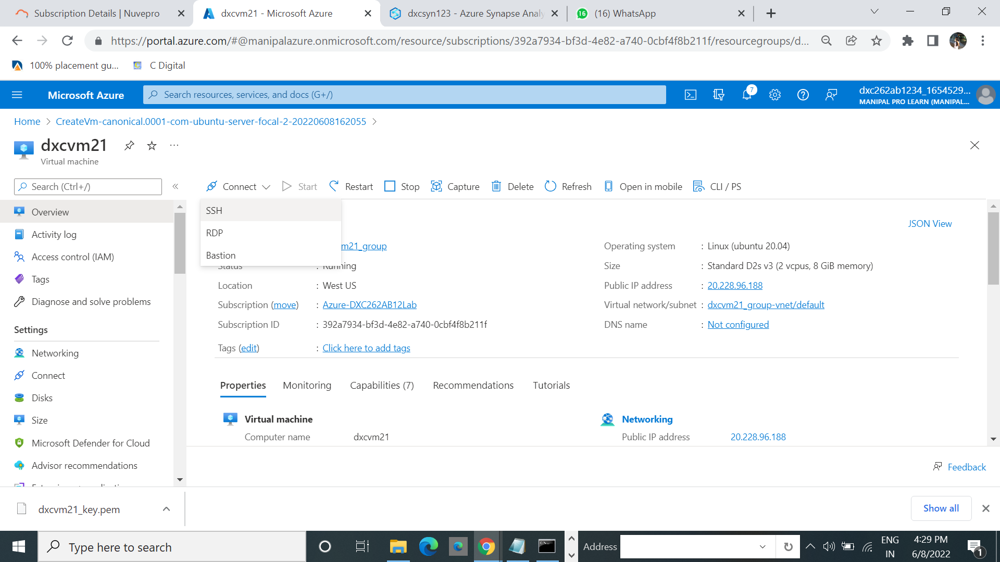 Subscription Details | Nuvepro
dxcvm21 - Microsoft Azure
dxcsyn123 - Azure Synapse Analy
16
(16) WhatsApp
https://portal.azure.com/#@manipalazure.onmicrosoft.com/resource/subscriptions/392a7934-bf3d-4e82-a740-0cbf4f8b211f/resourcegroups/d...
100% placement gu...
C Digital
Microsoft Azure
Search resources, services, and docs (G+/)
7
dxc262ab1234_1654529...
MANIPAL PRO LEARN (MANIPAL...
Home > CreateVm-canonical.0001-com-ubuntu-server-focal-2-20220608162055 >
dxcvm21
Virtual machine
Search (Ctrl+/)
Connect
Start
Restart
Stop
Capture
Delete
Refresh
Open in mobile
CLI / PS
SSH
RDP
Bastion
Overview
Activity log
Access control (IAM)
Tags
Diagnose and solve problems
Settings
Networking
Connect
Disks
Size
Microsoft Defender for Cloud
Advisor recommendations
JSON View
m21_group
Status : Running
Location : West US
Subscription (move) : Azure-DXC262AB12Lab
Subscription ID : 392a7934-bf3d-4e82-a740-0cbf4f8b211f
Tags (edit) : Click here to add tags
Operating system : Linux (ubuntu 20.04)
Size : Standard D2s v3 (2 vcpus, 8 GiB memory)
Public IP address : 20.228.96.188
Virtual network/subnet : dxcvm21_group-vnet/default
DNS name : Not configured
Properties
Monitoring
Capabilities (7)
Recommendations
Tutorials
Virtual machine
Computer name dxcvm21
Networking
Public IP address 20.228.96.188
Feedback
dxcvm21_key.pem
Show all
Type here to search
Address
ENG
IN
4:29 PM
6/8/2022
1